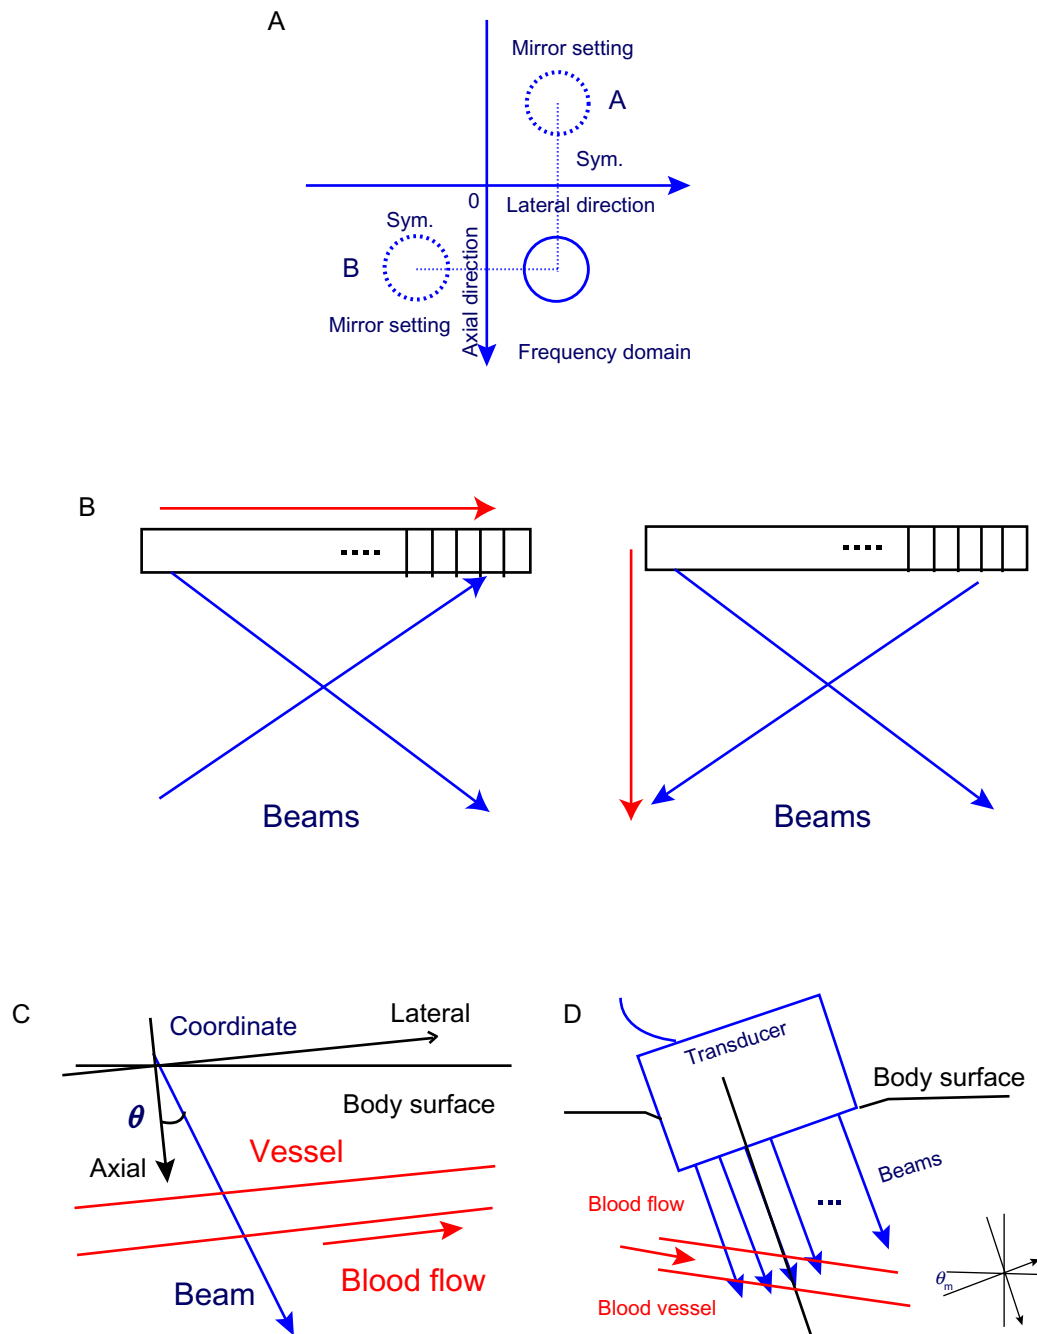 A
Mirror setting
A
Sym.
0
Lateral direction
Sym.
B
Axial direction
Mirror setting
Frequency domain
B
Beams
Beams
C
Coordinate
Lateral
Body surface
θ
Axial
Vessel
Blood flow
Beam
D
Transducer
Body surface
Beams
Blood flow
Blood vessel
θm